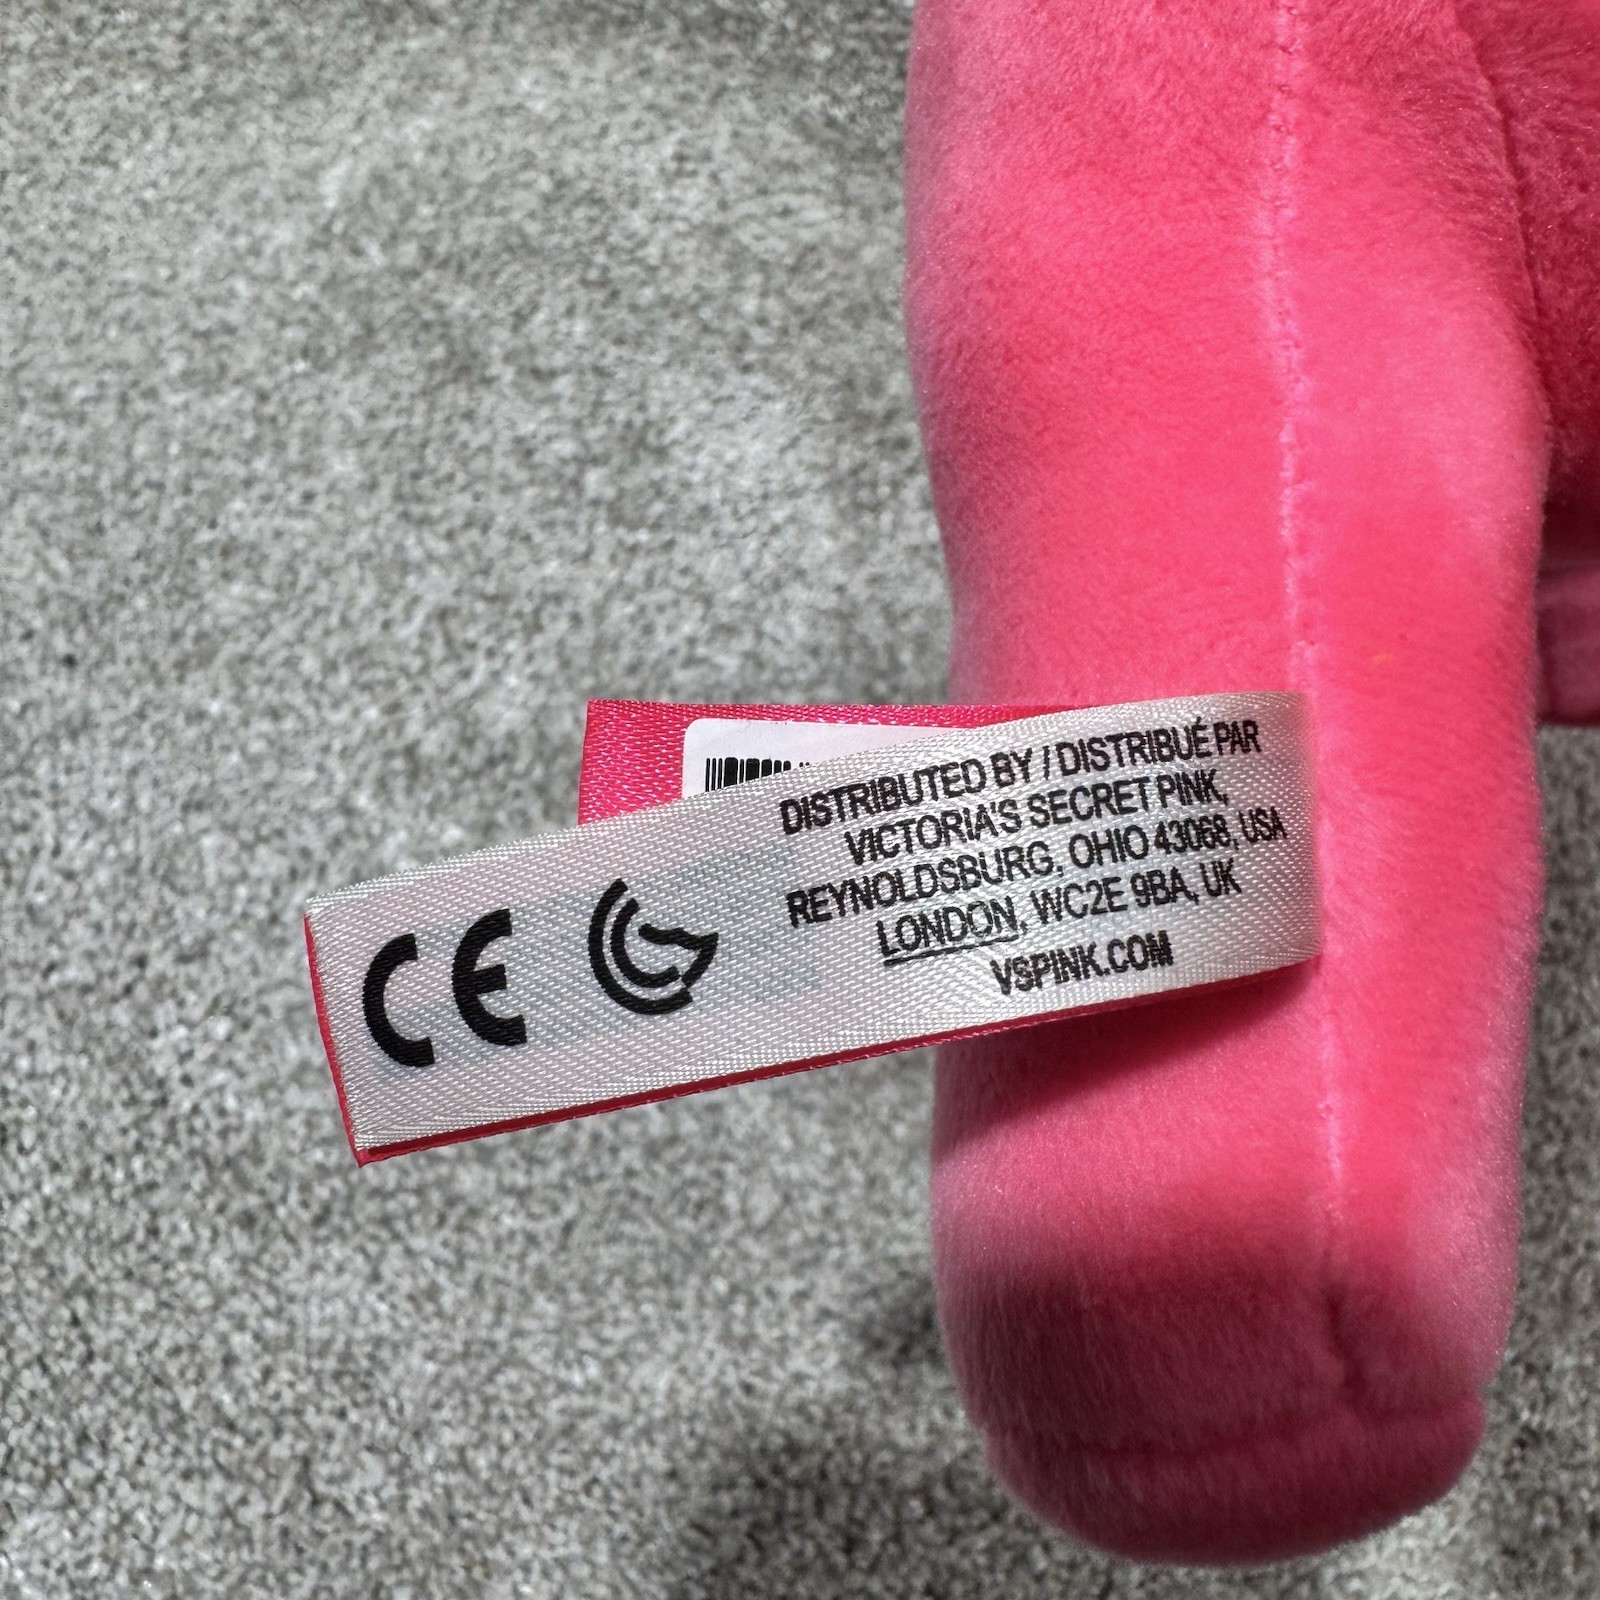 DISTRIBUTED BY / DISTRIBUÉ PAR
VICTORIA'S SECRET PINK,
REYNOLDSBURG, OHIO 43068, USA
LONDON, WC2E 9BA, UK
VSPINK.COM
CE